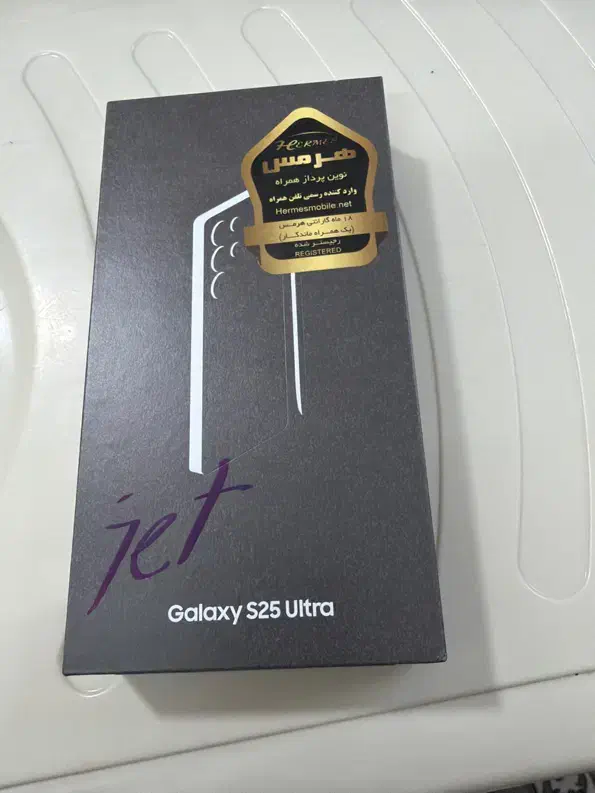 HERMES
هرمس
نوین پرداز همراه
وارد کننده رسمی تلفن همراه
Hermesmobile.net
۱۸ ماه گارانتی هرمس
(یک همراه ماندگار)
رجیستر شده
REGISTERED
jet
Galaxy S25 Ultra